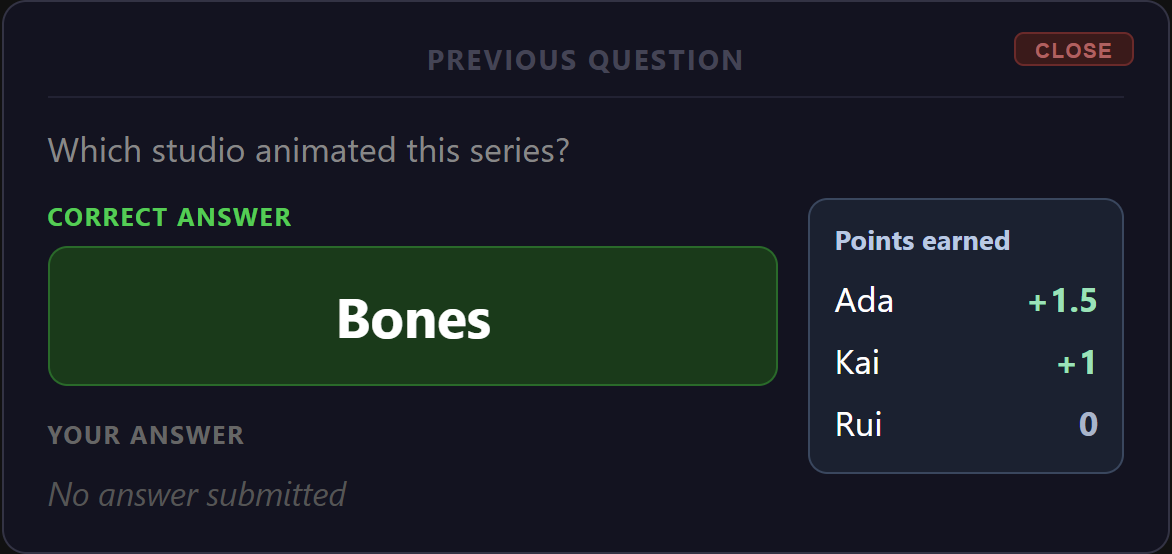 PREVIOUS QUESTION
CLOSE
Which studio animated this series?
CORRECT ANSWER
Bones
YOUR ANSWER
No answer submitted
Points earned
Ada +1.5
Kai +1
Rui 0